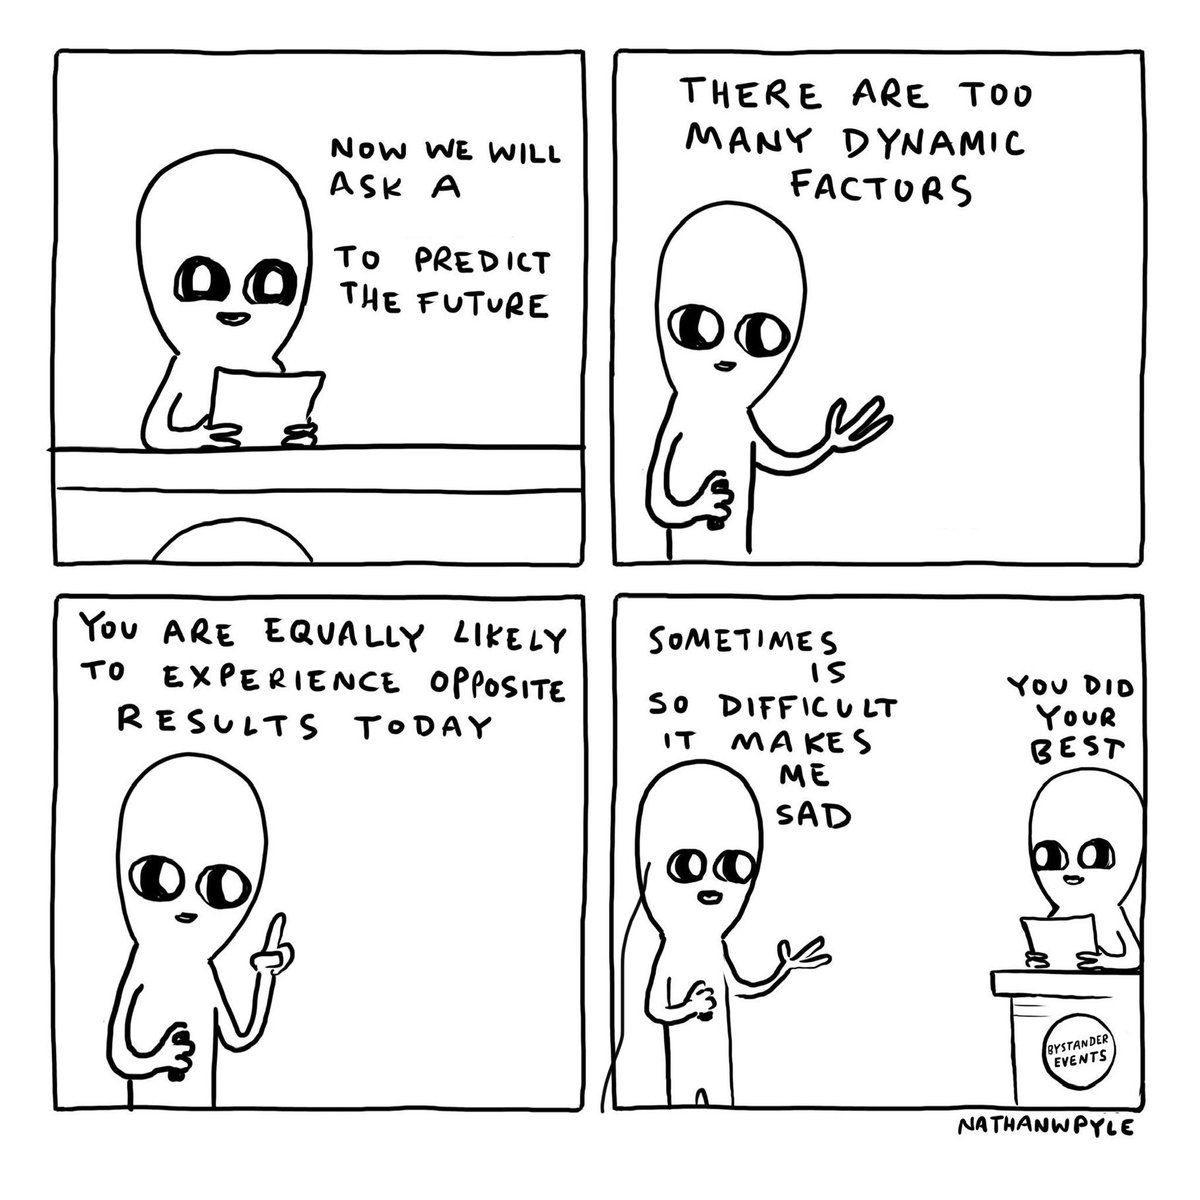 NOW WE WILL
ASK A
TO PREDICT
THE FUTURE
THERE ARE TOO
MANY DYNAMIC
FACTORS
YOU ARE EQUALLY LIKELY
TO EXPERIENCE OPPOSITE
RESULTS TODAY
SOMETIMES
IS
SO DIFFICULT
IT MAKES
ME
SAD
YOU DID
YOUR
BEST
BYSTANDER
EVENTS
NATHANWPYLE